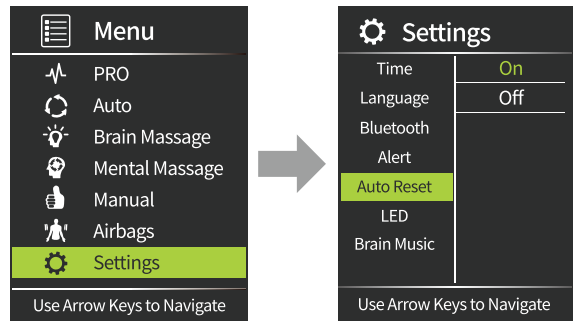 Menu
PRO
Auto
Brain Massage
Mental Massage
Manual
Airbags
Settings
Use Arrow Keys to Navigate
Settings
Time
On
Language
Off
Bluetooth
Alert
Auto Reset
LED
Brain Music
Use Arrow Keys to Navigate